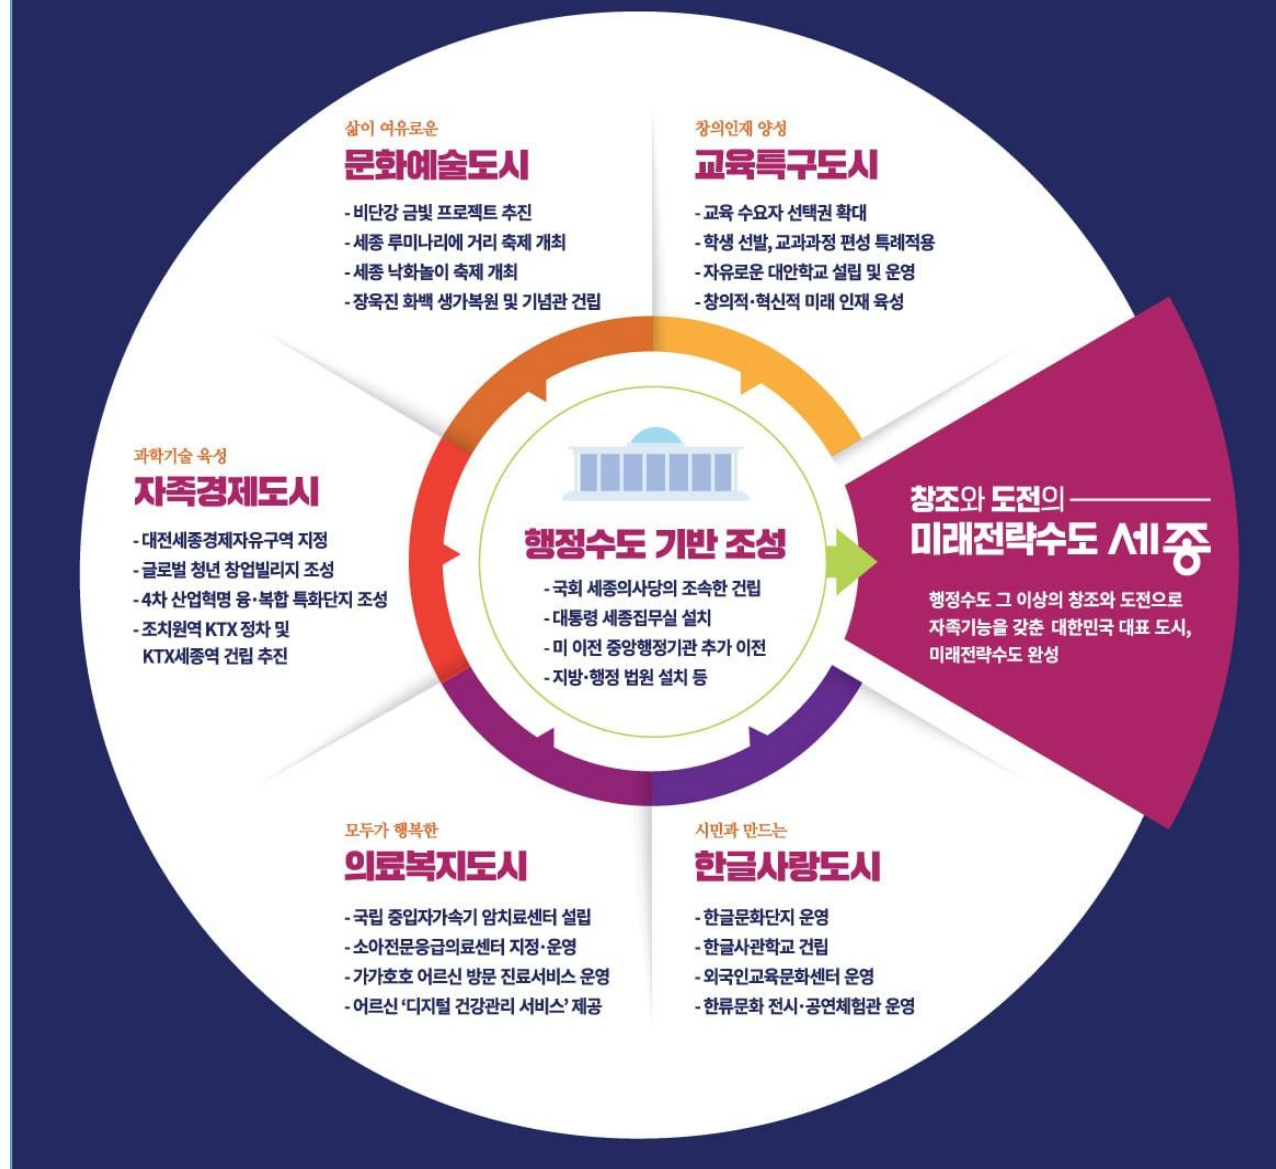 삶이 여유로운
문화예술도시
- 비단강 금빛 프로젝트 추진
- 세종 루미나리에 거리 축제 개최
- 세종 낙화놀이 축제 개최
- 장욱진 화백 생가복원 및 기념관 건립
창의인재 양성
교육특구도시
- 교육 수요자 선택권 확대
- 학생 선발, 교과과정 편성 특례적용
- 자유로운 대안학교 설립 및 운영
- 창의적·혁신적 미래 인재 육성
과학기술 육성
자족경제도시
- 대전세종경제자유구역 지정
- 글로벌 청년 창업빌리지 조성
- 4차 산업혁명 융·복합 특화단지 조성
- 조치원역 KTX 정차 및
KTX세종역 건립 추진
행정수도 기반 조성
- 국회 세종의사당의 조속한 건립
- 대통령 세종집무실 설치
- 미 이전 중앙행정기관 추가 이전
- 지방·행정 법원 설치 등
창조와 도전의
미래전략수도 세종
행정수도 그 이상의 창조와 도전으로
자족기능을 갖춘 대한민국 대표 도시,
미래전략수도 완성
모두가 행복한
의료복지도시
- 국립 중입자가속기 암치료센터 설립
- 소아전문응급의료센터 지정·운영
- 가가호호 어르신 방문 진료서비스 운영
- 어르신 ‘디지털 건강관리 서비스’ 제공
시민과 만드는
한글사랑도시
- 한글문화단지 운영
- 한글사관학교 건립
- 외국인교육문화센터 운영
- 한류문화 전시·공연체험관 운영